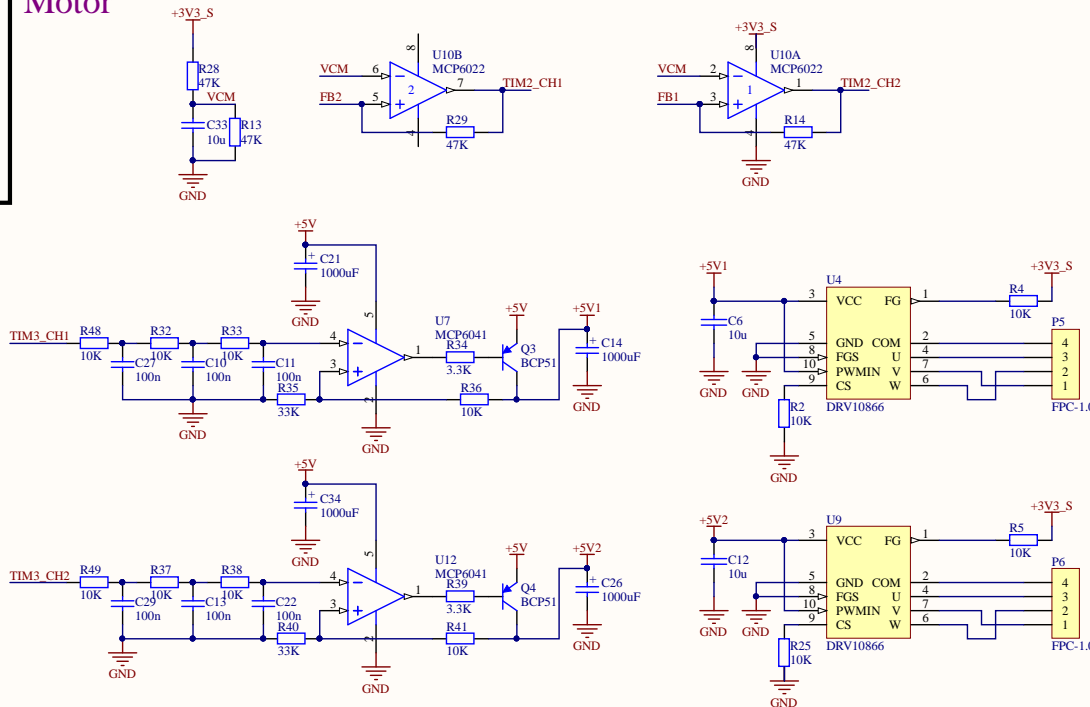 Motor
+3V3_S
R28
47K
VCM
C33
10u
R13
47K
GND
8
U10B
MCP6022
VCM
6
2
7
TIM2_CH1
FB2
5
4
R29
47K
+3V3_S
8
U10A
MCP6022
VCM
2
1
1
TIM2_CH2
FB1
3
4
R14
47K
GND
+5V
C21
1000uF
GND
5
U7
MCP6041
TIM3_CH1
R48
10K
R32
10K
R33
10K
C27
100n
C10
100n
C11
100n
4
3
1
2
R34
3.3K
R35
33K
R36
10K
GND
GND
+5V
Q3
BCP51
+5V1
C14
1000uF
GND
+5V1
C6
10u
GND
GND
U4
3
VCC
FG
1
5
GND
COM
2
8
FGS
U
4
10
PWMIN
V
7
9
CS
W
6
DRV10866
R2
10K
GND
+3V3_S
R4
10K
P5
4
3
2
1
FPC-1.0
+5V
C34
1000uF
GND
5
U12
MCP6041
TIM3_CH2
R49
10K
R37
10K
R38
10K
C29
100n
C13
100n
C22
100n
4
3
1
2
R39
3.3K
R40
33K
R41
10K
GND
GND
+5V
Q4
BCP51
+5V2
C26
1000uF
GND
+5V2
C12
10u
GND
GND
U9
3
VCC
FG
1
5
GND
COM
2
8
FGS
U
4
10
PWMIN
V
7
9
CS
W
6
DRV10866
R25
10K
GND
+3V3_S
R5
10K
P6
4
3
2
1
FPC-1.0